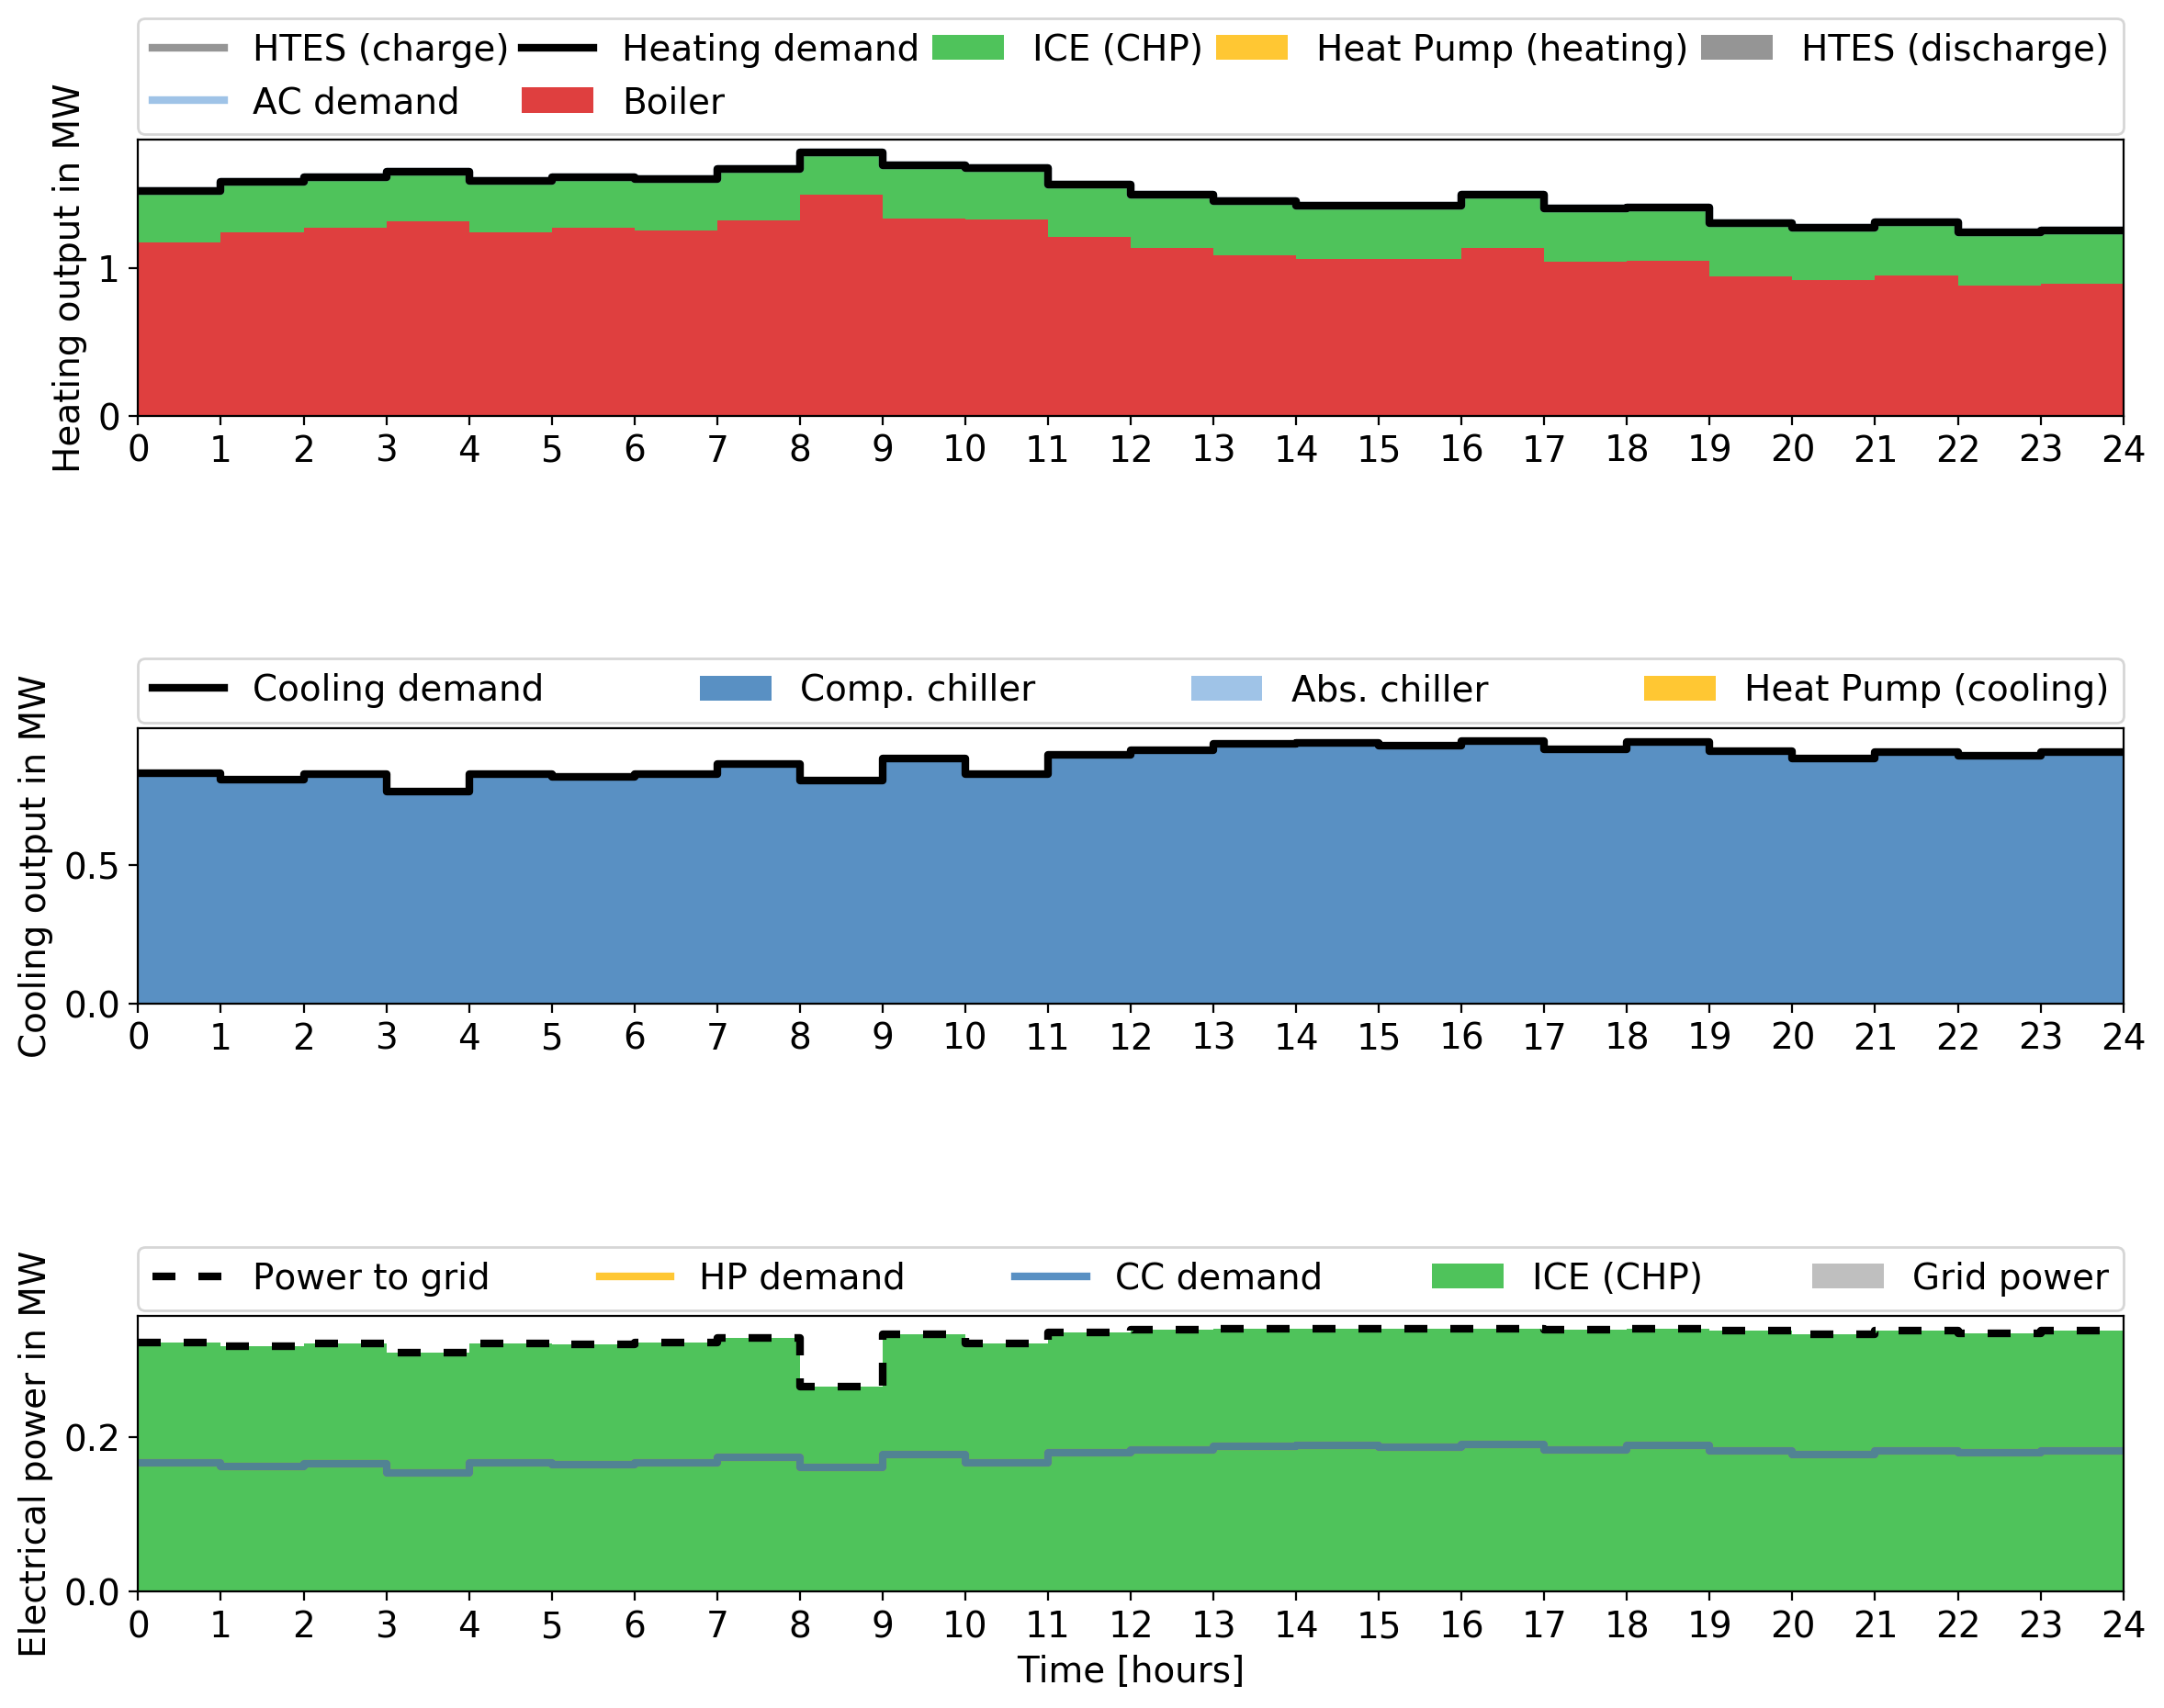 HTES (charge) Heating demand ICE (CHP) Heat Pump (heating) HTES (discharge)
AC demand Boiler
Heating output in MW
1
0
0 1 2 3 4 5 6 7 8 9 10 11 12 13 14 15 16 17 18 19 20 21 22 23 24
Cooling demand Comp. chiller Abs. chiller Heat Pump (cooling)
Cooling output in MW
0.5
0.0
0 1 2 3 4 5 6 7 8 9 10 11 12 13 14 15 16 17 18 19 20 21 22 23 24
Power to grid HP demand CC demand ICE (CHP) Grid power
Electrical power in MW
0.2
0.0
0 1 2 3 4 5 6 7 8 9 10 11 12 13 14 15 16 17 18 19 20 21 22 23 24
Time [hours]